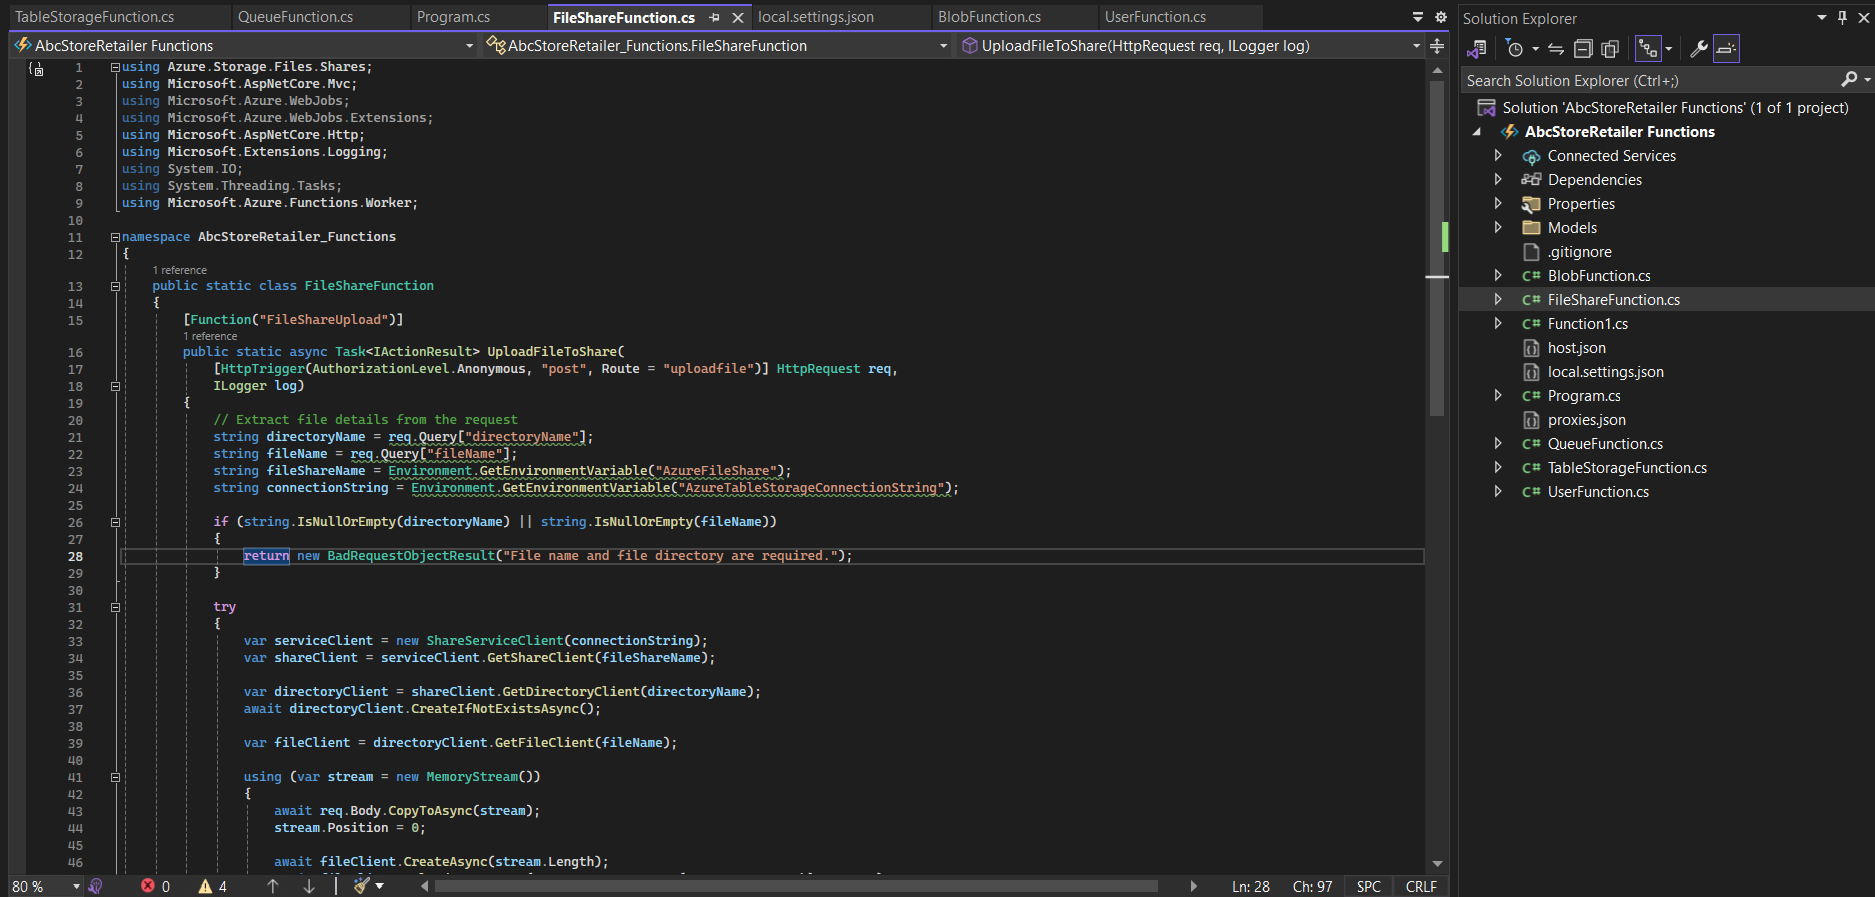 TableStorageFunction.cs QueueFunction.cs Program.cs FileShareFunction.cs local.settings.json BlobFunction.cs UserFunction.cs
AbcStoreRetailer Functions AbcStoreRetailer_Functions.FileShareFunction UploadFileToShare(HttpRequest req, ILogger log)
1 using Azure.Storage.Files.Shares;
2 using Microsoft.AspNetCore.Mvc;
3 using Microsoft.Azure.WebJobs;
4 using Microsoft.Azure.WebJobs.Extensions;
5 using Microsoft.AspNetCore.Http;
6 using Microsoft.Extensions.Logging;
7 using System.IO;
8 using System.Threading.Tasks;
9 using Microsoft.Azure.Functions.Worker;
10
11 namespace AbcStoreRetailer_Functions
12 {
1 reference
13 public static class FileShareFunction
14 {
15 [Function("FileShareUpload")]
1 reference
16 public static async Task<IActionResult> UploadFileToShare(
17 [HttpTrigger(AuthorizationLevel.Anonymous, "post", Route = "uploadfile")] HttpRequest req,
18 ILogger log)
19 {
20 // Extract file details from the request
21 string directoryName = req.Query["directoryName"];
22 string fileName = req.Query["fileName"];
23 string fileShareName = Environment.GetEnvironmentVariable("AzureFileShare");
24 string connectionString = Environment.GetEnvironmentVariable("AzureTableStorageConnectionString");
25
26 if (string.IsNullOrEmpty(directoryName) || string.IsNullOrEmpty(fileName))
27 {
28 return new BadRequestObjectResult("File name and file directory are required.");
29 }
30
31 try
32 {
33 var serviceClient = new ShareServiceClient(connectionString);
34 var shareClient = serviceClient.GetShareClient(fileShareName);
35
36 var directoryClient = shareClient.GetDirectoryClient(directoryName);
37 await directoryClient.CreateIfNotExistsAsync();
38
39 var fileClient = directoryClient.GetFileClient(fileName);
40
41 using (var stream = new MemoryStream())
42 {
43 await req.Body.CopyToAsync(stream);
44 stream.Position = 0;
45
46 await fileClient.CreateAsync(stream.Length);
80 % 0 4 Ln: 28 Ch: 97 SPC CRLF
Solution Explorer
Search Solution Explorer (Ctrl+;)
Solution 'AbcStoreRetailer Functions' (1 of 1 project)
AbcStoreRetailer Functions
Connected Services
Dependencies
Properties
Models
.gitignore
C# BlobFunction.cs
C# FileShareFunction.cs
C# Function1.cs
host.json
local.settings.json
C# Program.cs
proxies.json
C# QueueFunction.cs
C# TableStorageFunction.cs
C# UserFunction.cs